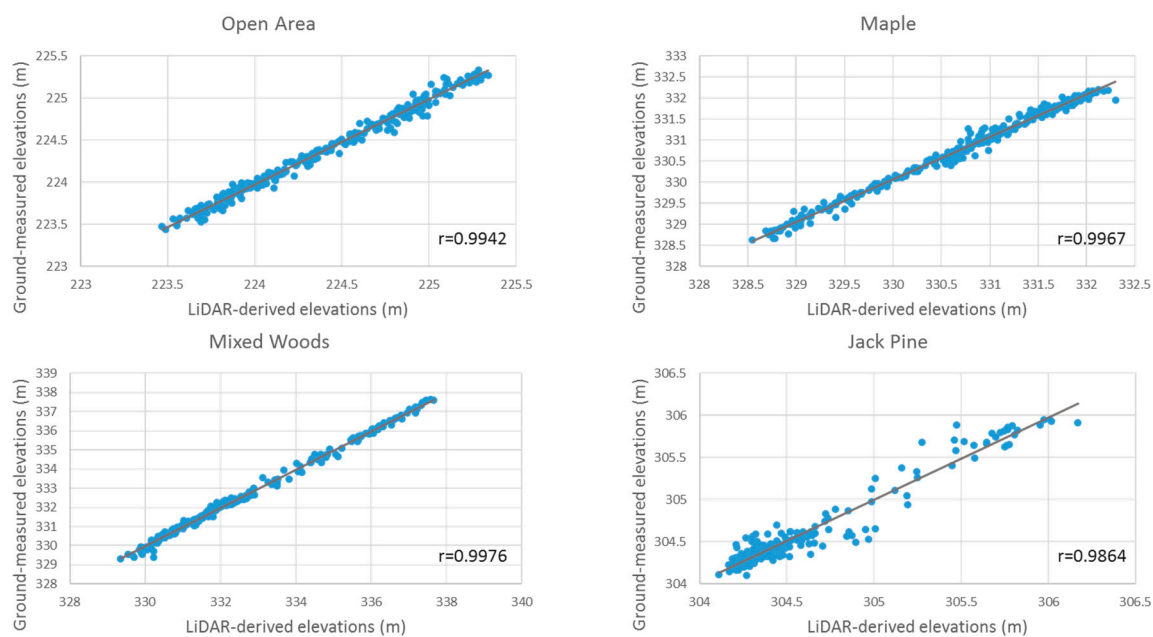 Open Area
Ground-measured elevations (m)
225.5
225
224.5
224
223.5
223
223 223.5 224 224.5 225 225.5
LiDAR-derived elevations (m)
r=0.9942
Maple
Ground-measured elevations (m)
333
332.5
332
331.5
331
330.5
330
329.5
329
328.5
328
328 328.5 329 329.5 330 330.5 331 331.5 332 332.5
LiDAR-derived elevations (m)
r=0.9967
Mixed Woods
Ground-measured elevations (m)
339
338
337
336
335
334
333
332
331
330
329
328
328 330 332 334 336 338 340
LiDAR-derived elevations (m)
r=0.9976
Jack Pine
Ground-measured elevations (m)
306.5
306
305.5
305
304.5
304
304 304.5 305 305.5 306 306.5
LiDAR-derived elevations (m)
r=0.9864